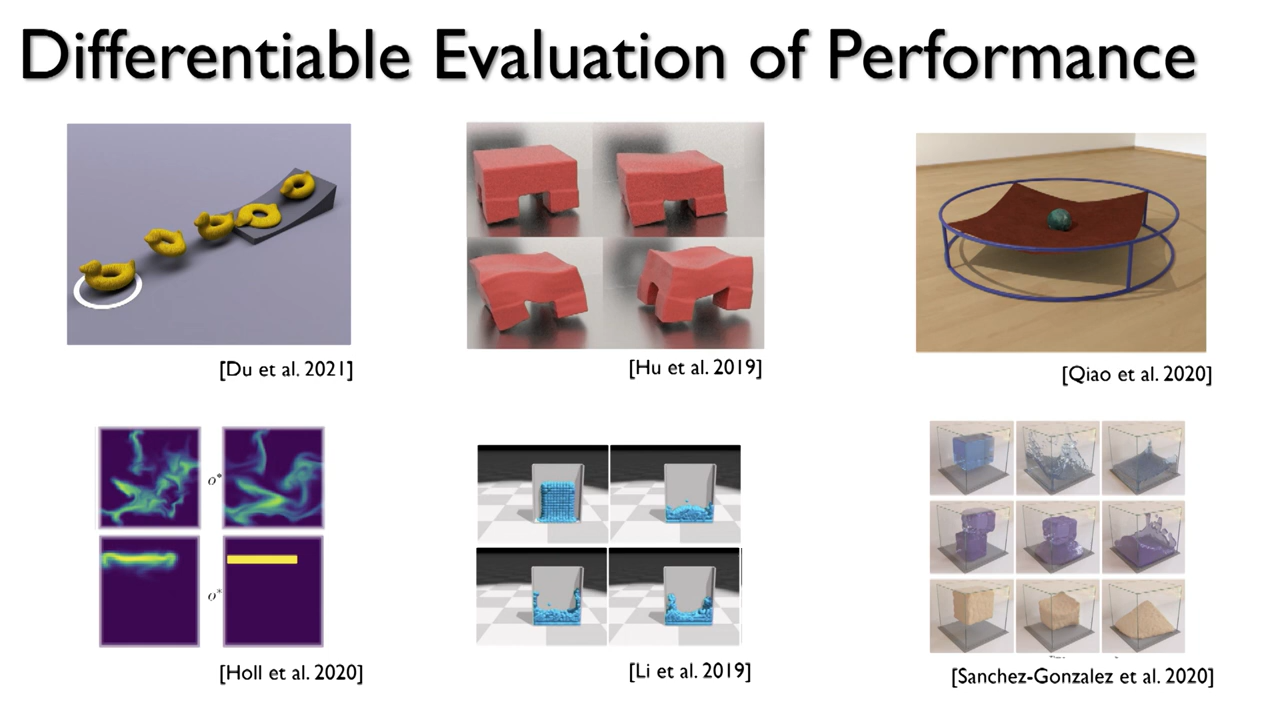 Differentiable Evaluation of Performance
[Du et al. 2021]
[Hu et al. 2019]
[Qiao et al. 2020]
σ*
σ*
[Holl et al. 2020]
[Li et al. 2019]
[Sanchez-Gonzalez et al. 2020]